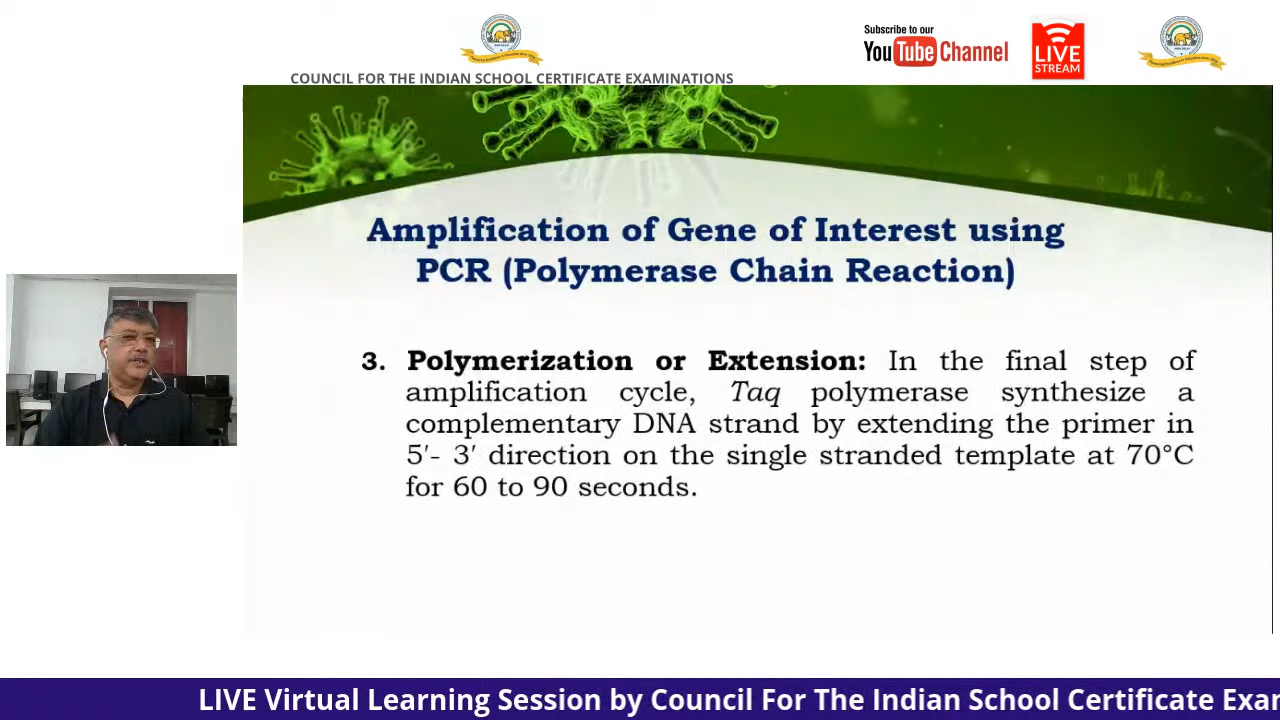 Subscribe to our
YouTube Channel
LIVE
STREAM
COUNCIL FOR THE INDIAN SCHOOL CERTIFICATE EXAMINATIONS
Amplification of Gene of Interest using
PCR (Polymerase Chain Reaction)
3. Polymerization or Extension: In the final step of
amplification cycle, Taq polymerase synthesize a
complementary DNA strand by extending the primer in
5′- 3′ direction on the single stranded template at 70°C
for 60 to 90 seconds.
LIVE Virtual Learning Session by Council For The Indian School Certificate Exar